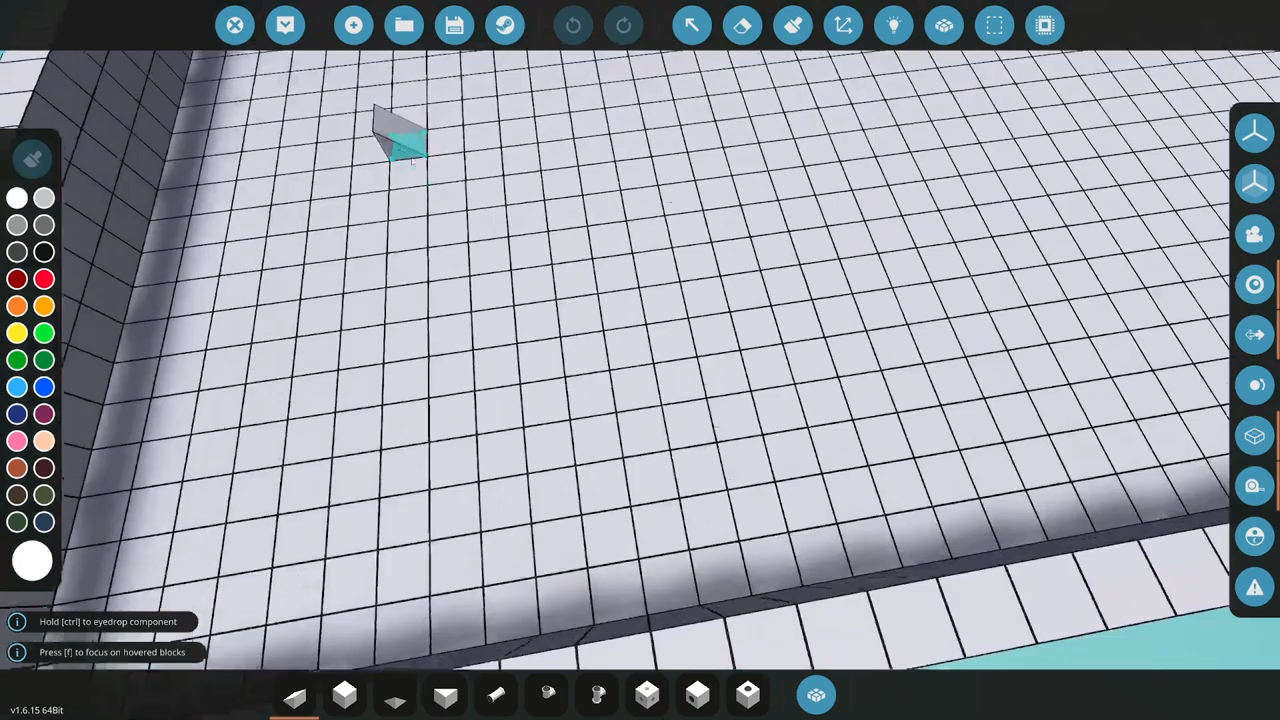 Hold [ctrl] to eyedrop component
Press [f] to focus on hovered blocks
v1.6.15 64Bit